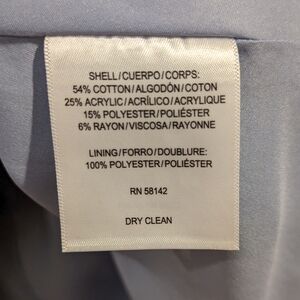 SHELL/CUERPO/CORPS:
54% COTTON/ALGODÓN/COTON
25% ACRYLIC/ACRÍLICO/ACRYLIQUE
15% POLYESTER/POLIÉSTER
6% RAYON/VISCOSA/RAYONNE
LINING/FORRO/DOUBLURE:
100% POLYESTER/POLIÉSTER
RN 58142
DRY CLEAN